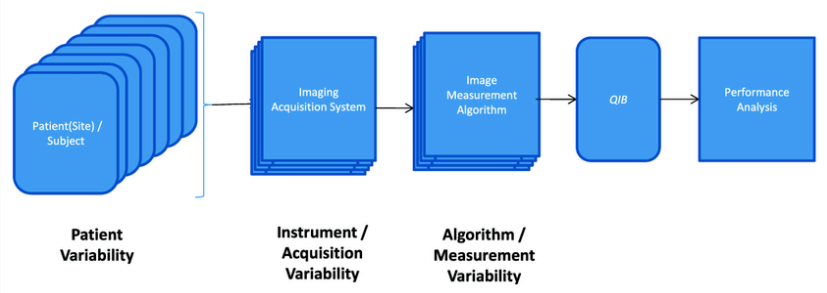 Patient(Site) /
Subject
Imaging
Acquisition System
Image
Measurement
Algorithm
QIB
Performance
Analysis
Patient
Variability
Instrument /
Acquisition
Variability
Algorithm /
Measurement
Variability